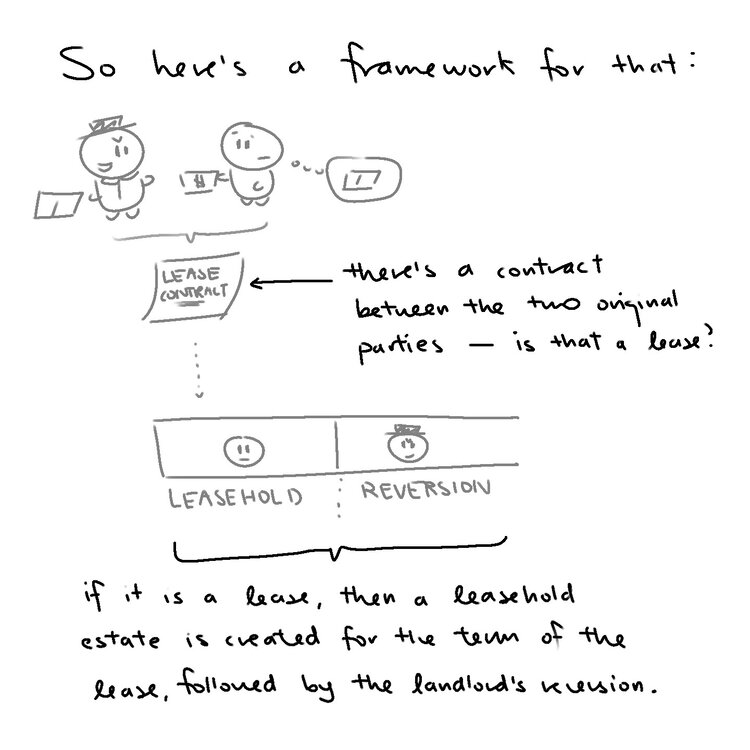 So here's a framework for that:
$
LEASE
CONTRACT
there's a contract
between the two original
parties — is that a lease?
LEASEHOLD
REVERSION
if it is a lease, then a leasehold
estate is created for the term of the
lease, followed by the landlord's reversion.